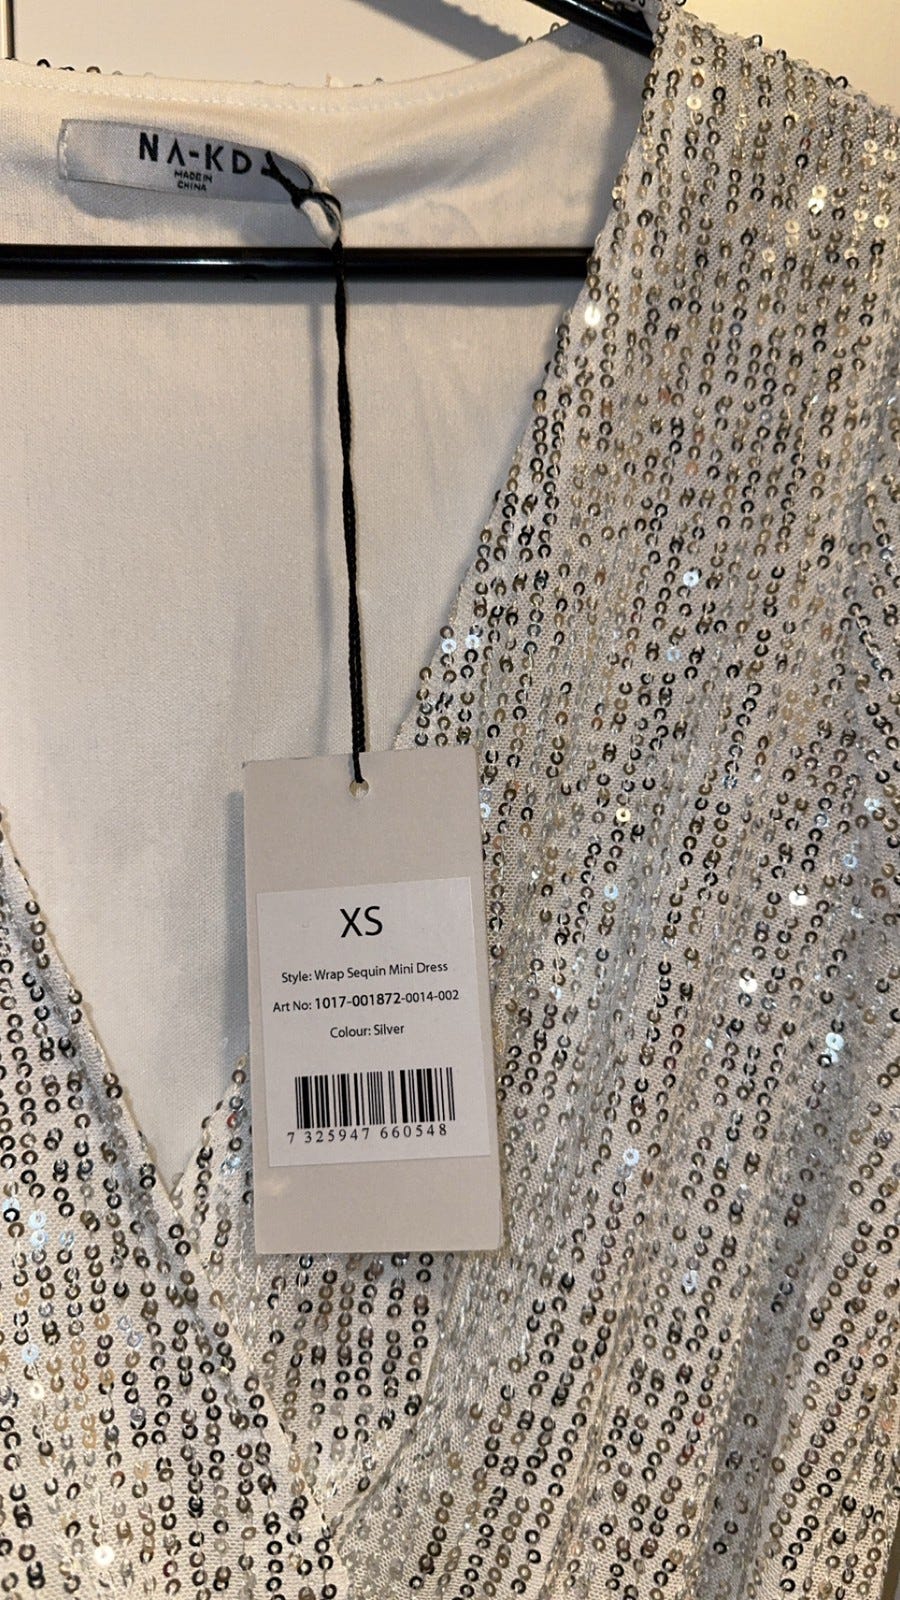 NA-KD
MADE IN
CHINA
XS
Style: Wrap Sequin Mini Dress
Art No: 1017-001872-0014-002
Colour: Silver
7 325947 660548